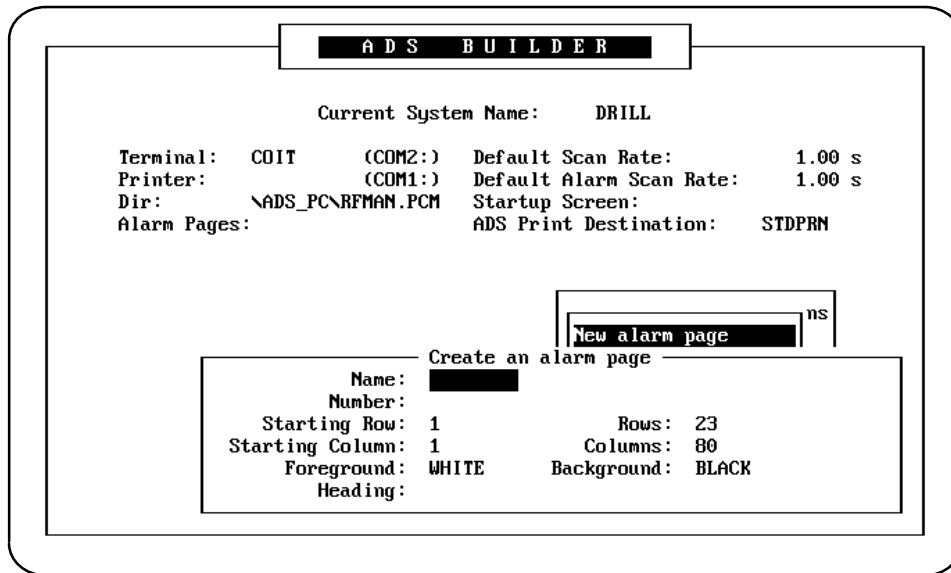 ADS BUILDER
Current System Name: DRILL
Terminal: COIT (COM2:) Default Scan Rate: 1.00 s
Printer: (COM1:) Default Alarm Scan Rate: 1.00 s
Dir: \ADS_PC\RFMAN.PCM Startup Screen:
Alarm Pages: ADS Print Destination: STDPRN
ns
New alarm page
Create an alarm page
Name:
Number:
Starting Row: 1 Rows: 23
Starting Column: 1 Columns: 80
Foreground: WHITE Background: BLACK
Heading: